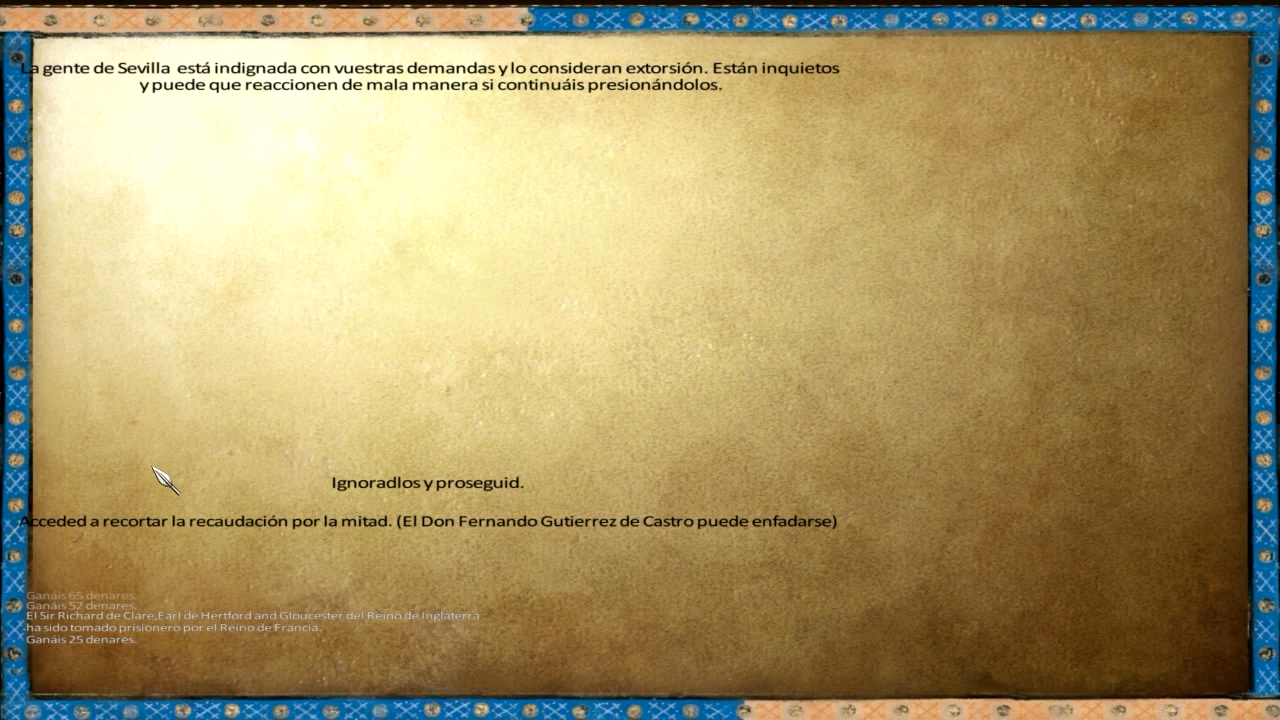 La gente de Sevilla está indignada con vuestras demandas y lo consideran extorsión. Están inquietos
y puede que reaccionen de mala manera si continuáis presionándolos.
Ignoradlos y proseguid.
Acceded a recortar la recaudación por la mitad. (El Don Fernando Gutierrez de Castro puede enfadarse)
Ganáis 65 denares.
Ganáis 52 denares.
El Sir Richard de Clare,Earl de Hertford and Gloucester del Reino de Inglaterra
ha sido tomado prisionero por el Reino de Francia.
Ganáis 25 denares.